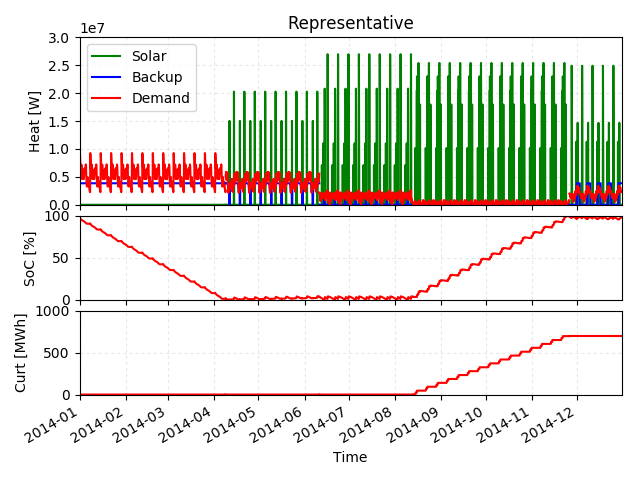 Representative
1e7
3.0
2.5
2.0
1.5
1.0
0.5
0.0
Heat [W]
Solar
Backup
Demand
100
50
0
SoC [%]
1000
500
0
Curt [MWh]
2014-01
2014-02
2014-03
2014-04
2014-05
2014-06
2014-07
2014-08
2014-09
2014-10
2014-11
2014-12
Time